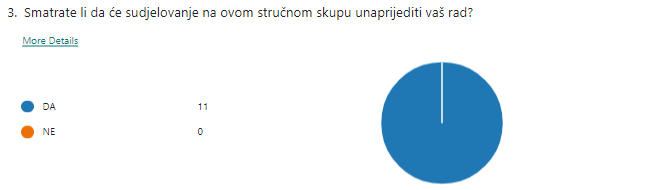 3. Smatrate li da će sudjelovanje na ovom stručnom skupu unaprijediti vaš rad?
More Details
DA 11
NE 0